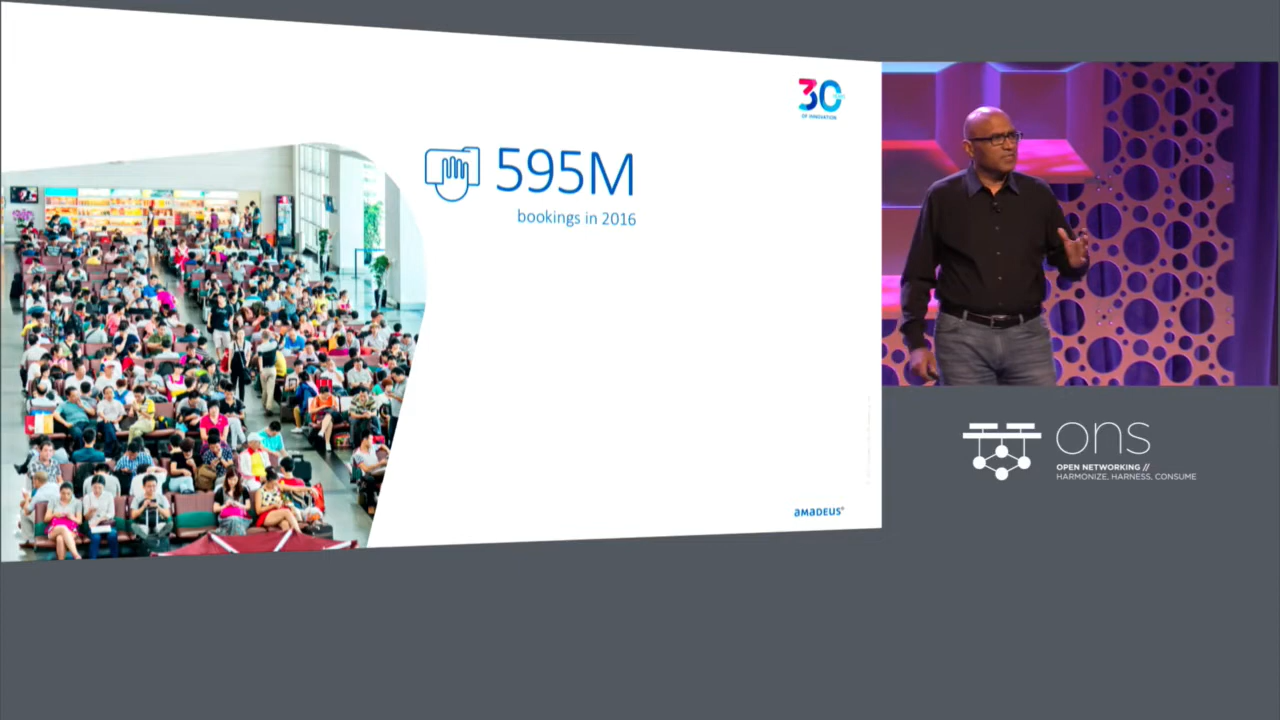 30
OF INNOVATION
595M
bookings in 2016
amadeus
ons
OPEN NETWORKING //
HARMONIZE. HARNESS. CONSUME